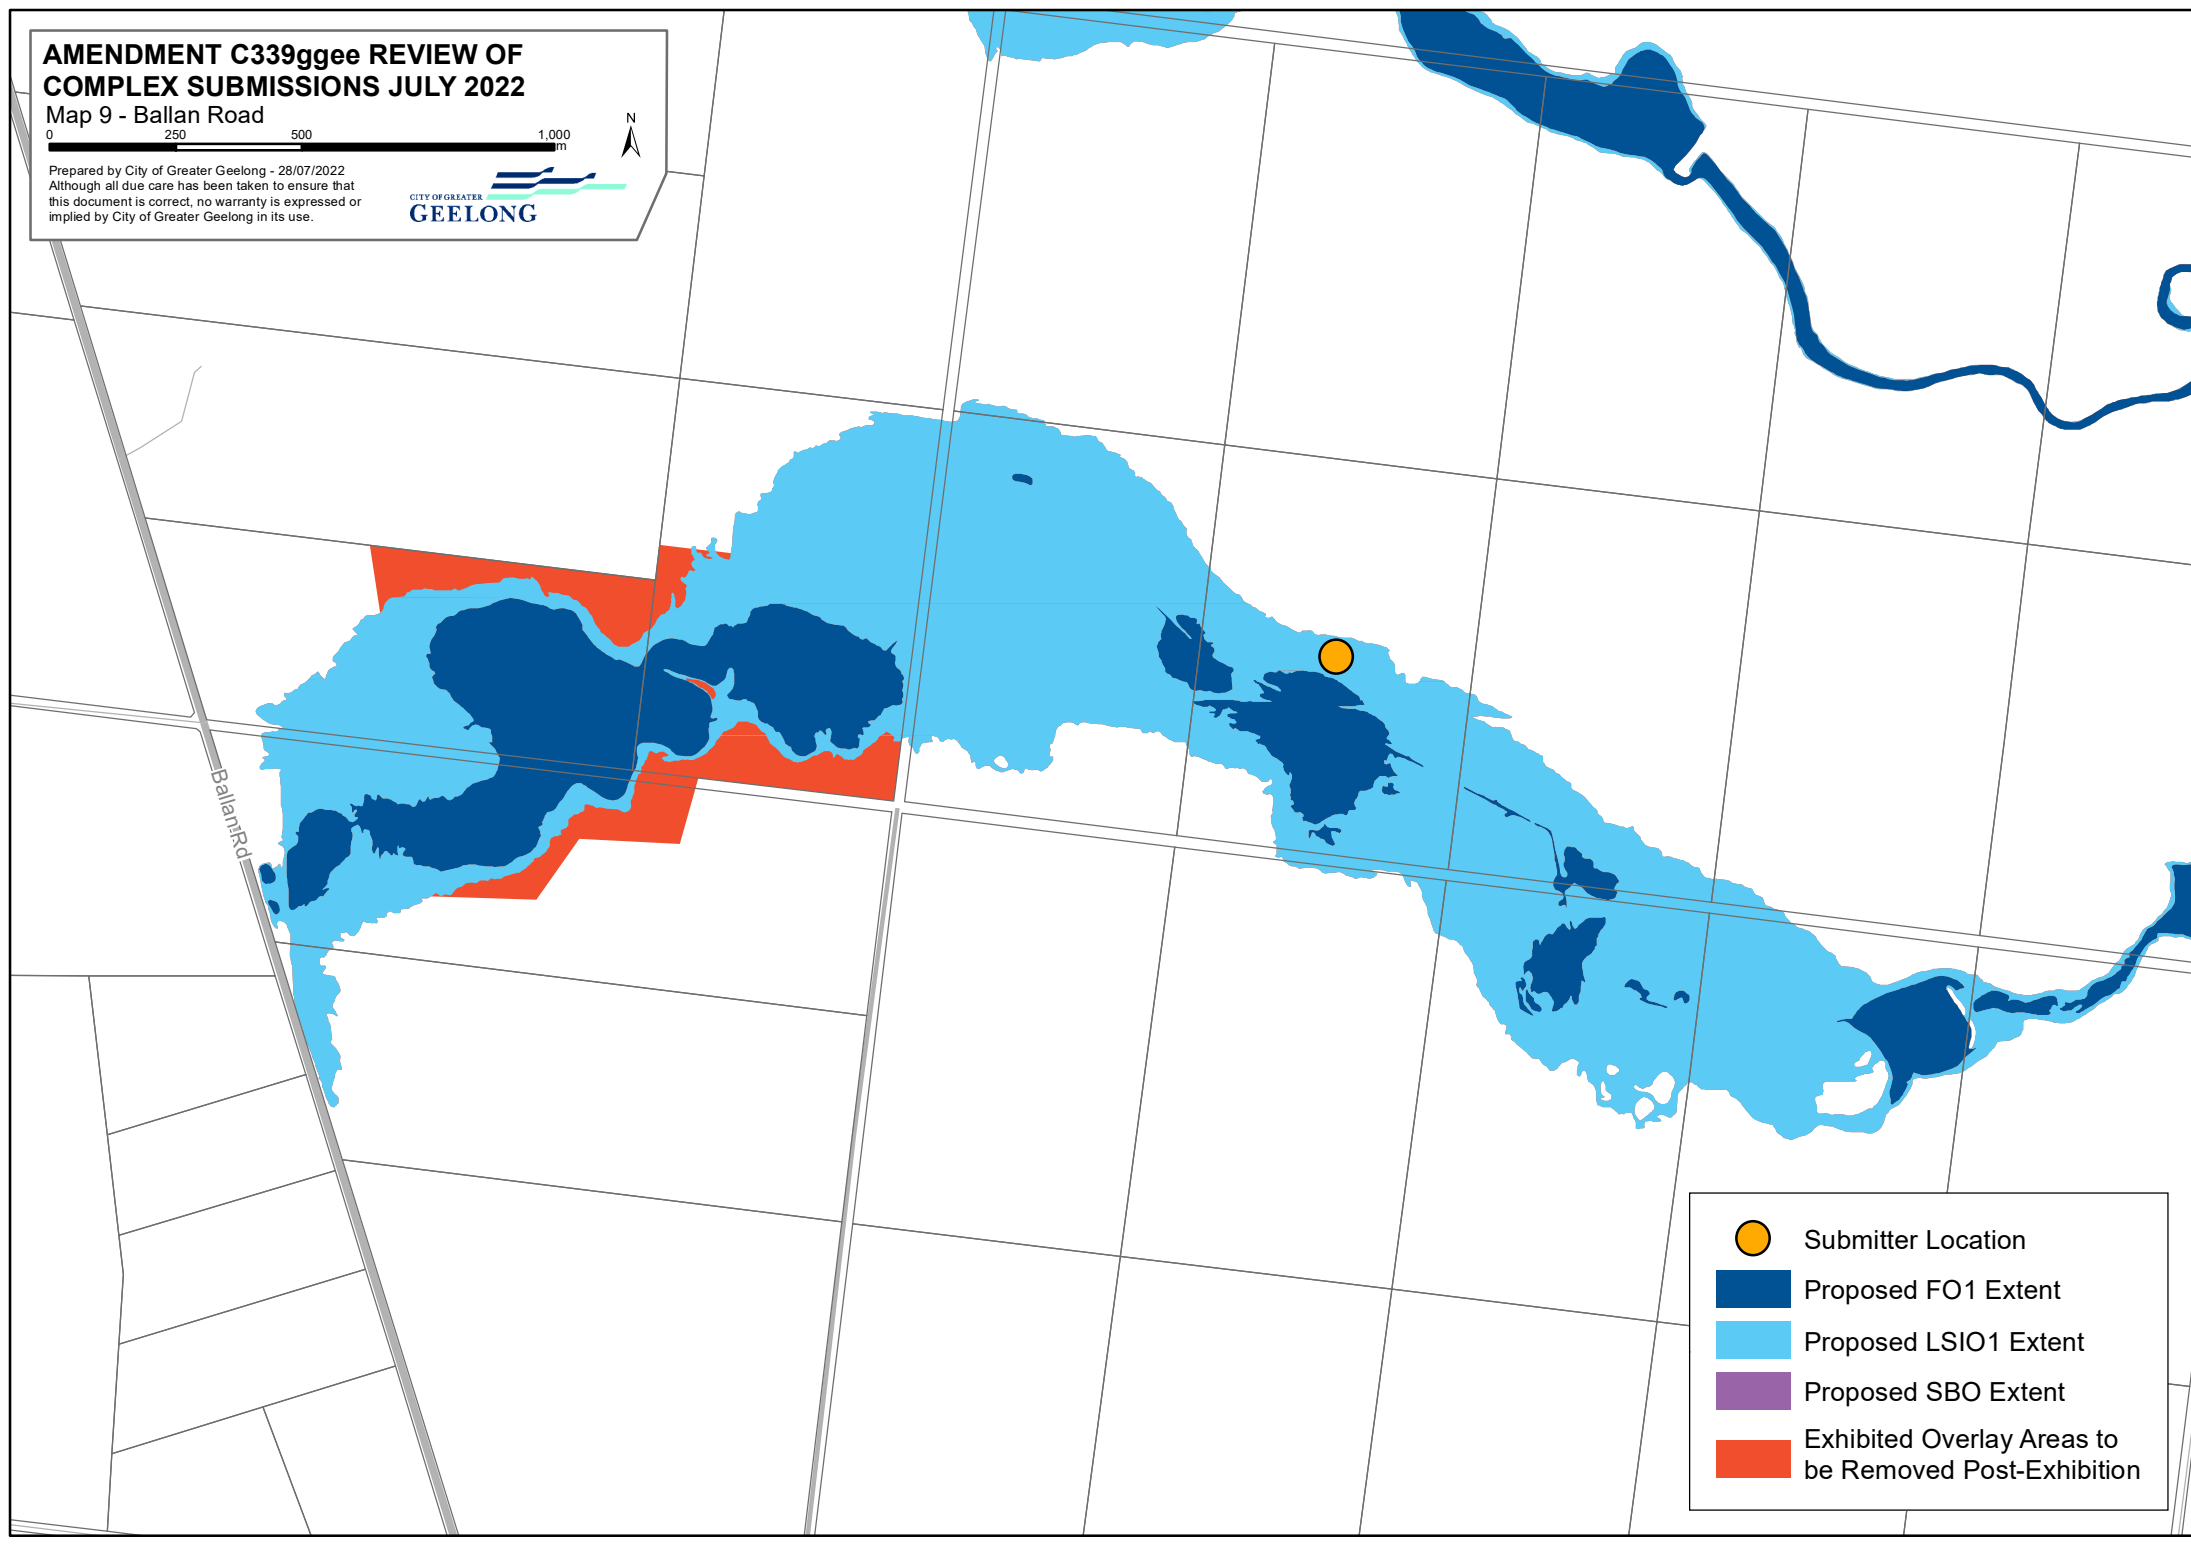 AMENDMENT C339ggee REVIEW OF
COMPLEX SUBMISSIONS JULY 2022
Map 9 - Ballan Road
0 250 500 1,000
m
N
Prepared by City of Greater Geelong - 28/07/2022
Although all due care has been taken to ensure that
this document is correct, no warranty is expressed or
implied by City of Greater Geelong in its use.
CITY OF GREATER
GEELONG
Ballan Rd
Submitter Location
Proposed FO1 Extent
Proposed LSIO1 Extent
Proposed SBO Extent
Exhibited Overlay Areas to
be Removed Post-Exhibition